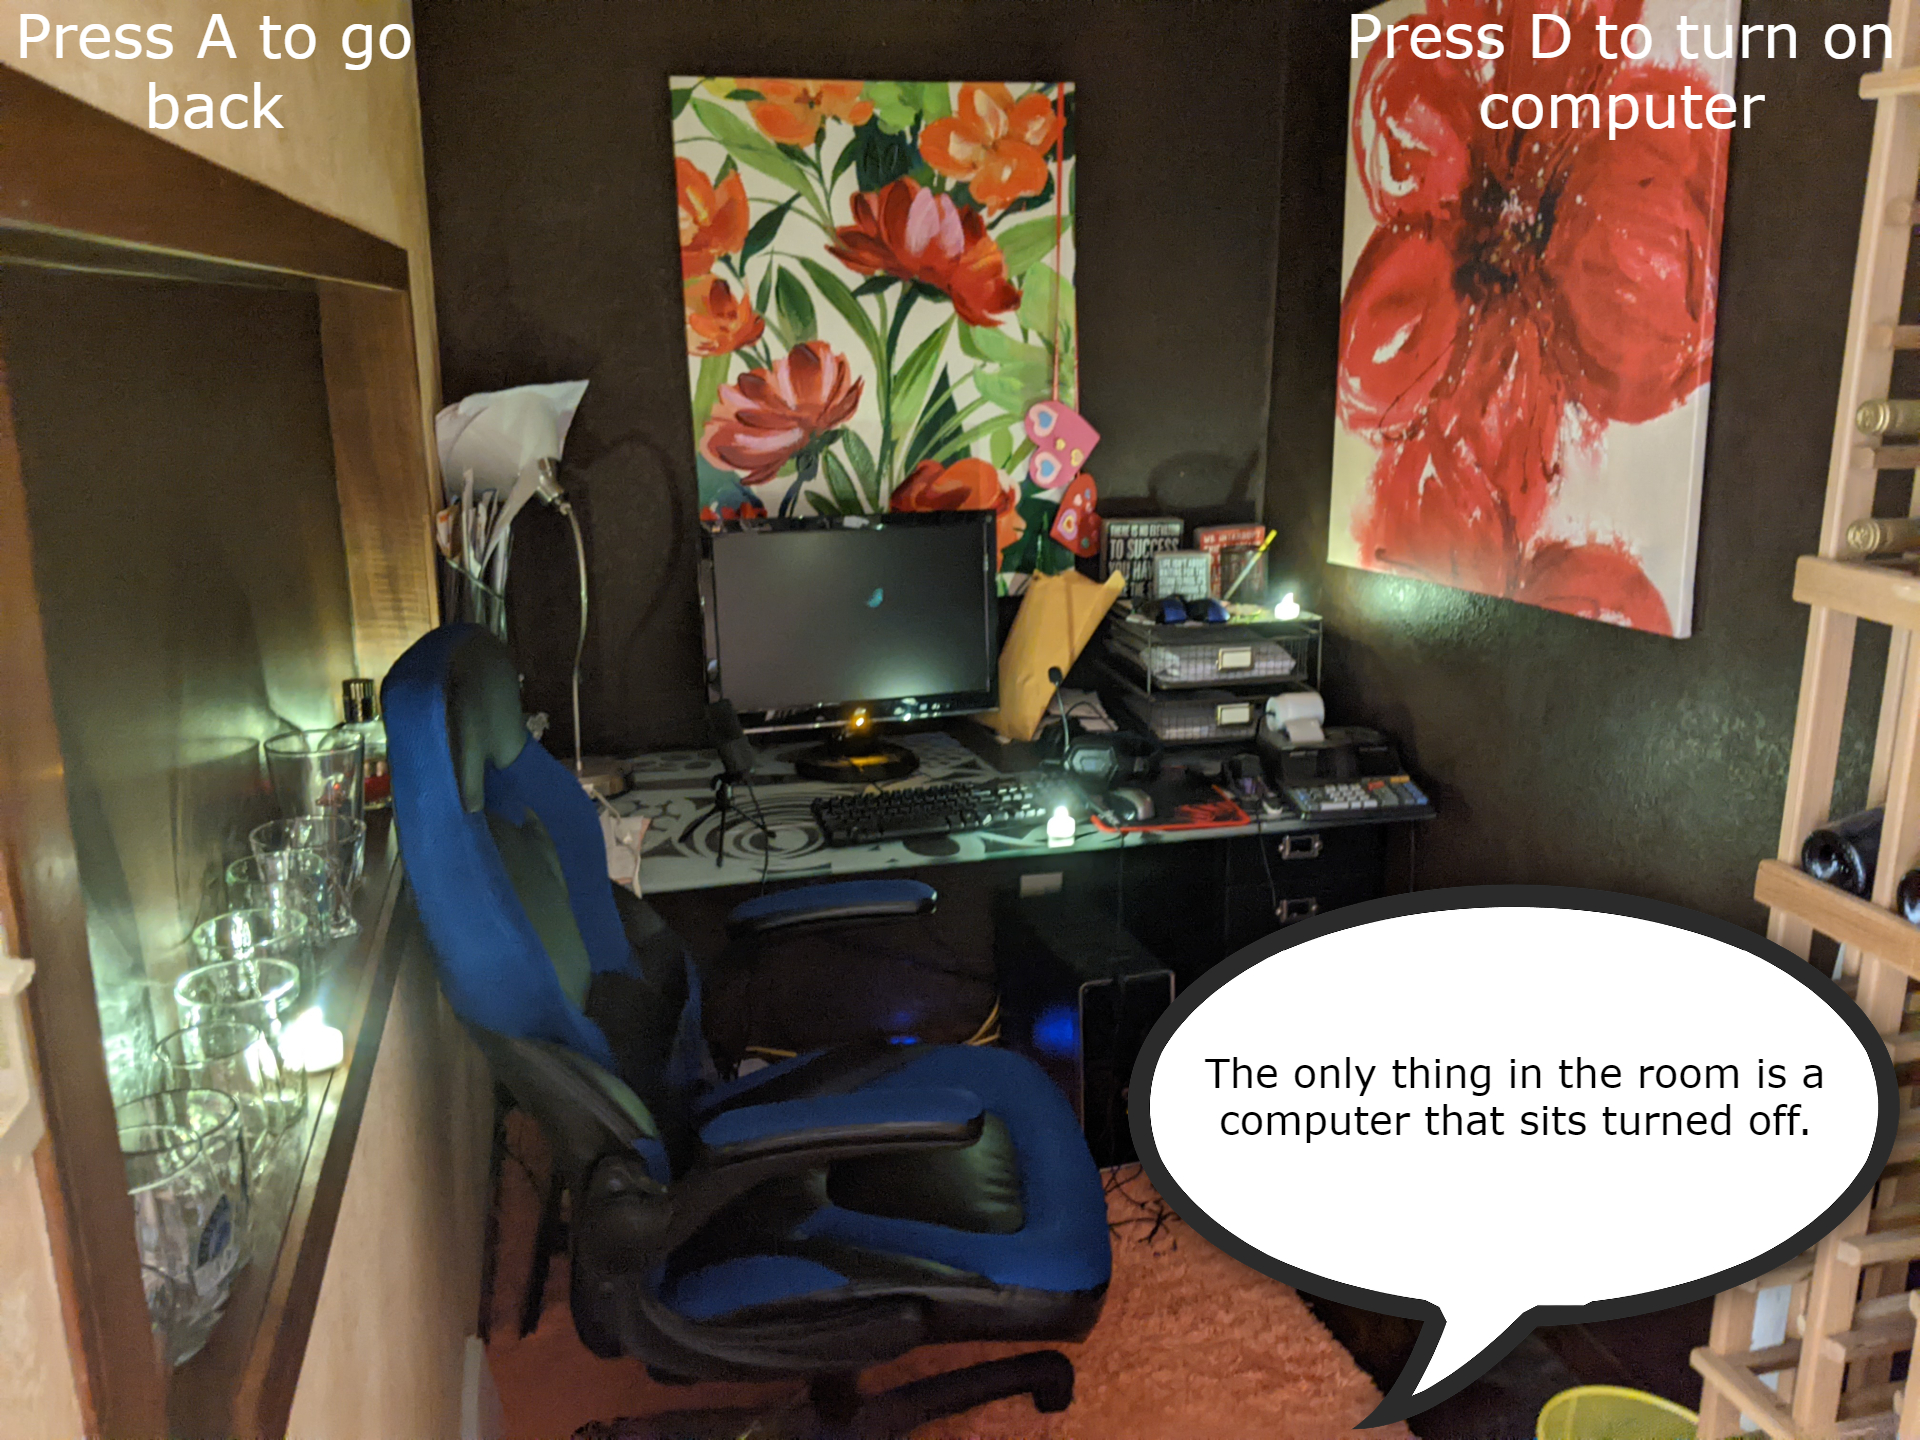 Press A to go
back
Press D to turn on
computer
TO SUCCESS
The only thing in the room is a
computer that sits turned off.